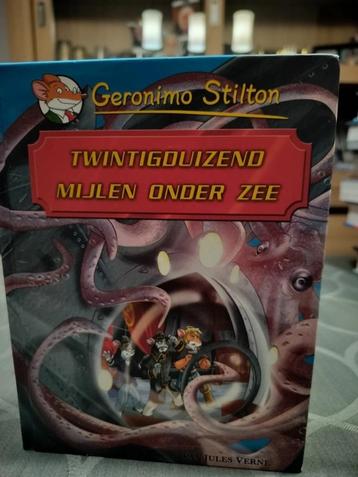 Geronimo Stilton
TWINTIGDUIZEND
MIJLEN ONDER ZEE
JULES VERNE